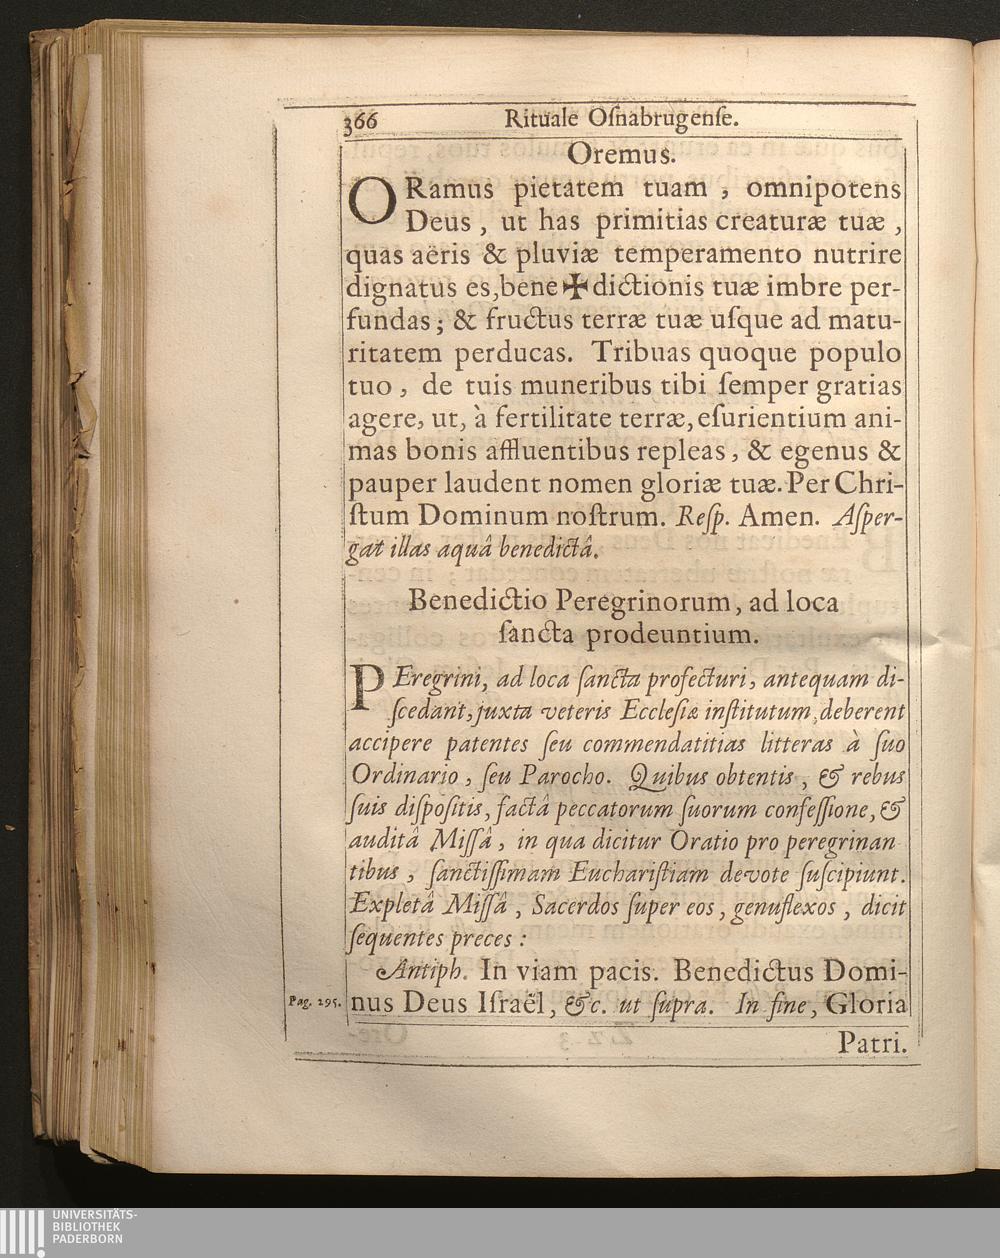 366 Rituale Oſnabrugenſe.
Oremus.
ORamus pietatem tuam, omnipotens
Deus, ut has primitias creaturæ tuæ,
quas aëris & pluviæ temperamento nutrire
dignatus es, bene✠dictionis tuæ imbre per-
fundas; & fructus terræ tuæ uſque ad matu-
ritatem perducas. Tribuas quoque populo
tuo, de tuis muneribus tibi ſemper gratias
agere, ut, à fertilitate terræ, eſurientium ani-
mas bonis affluentibus repleas, & egenus &
pauper laudent nomen gloriæ tuæ. Per Chri-
ſtum Dominum noſtrum. Reſp. Amen. Aſper-
gat illas aquâ benedictâ.
Benedictio Peregrinorum, ad loca
ſancta prodeuntium.
PEregrini, ad loca ſancta profecturi, antequam di-
ſcedant, juxta veteris Eccleſiæ inſtitutum, deberent
accipere patentes ſeu commendatitias litteras à ſuo
Ordinario, ſeu Parocho. Quibus obtentis, & rebus
ſuis diſpoſitis, factâ peccatorum ſuorum confeſſione, &
auditâ Miſſâ, in qua dicitur Oratio pro peregrinan
tibus, ſanctiſſimam Euchariſtiam devote ſuſcipiunt.
Expletâ Miſſâ, Sacerdos ſuper eos, genuflexos, dicit
ſequentes preces:
Antiph. In viam pacis. Benedictus Domi-
Pag. 295. nus Deus Iſraël, &c. ut ſupra. In fine, Gloria
Patri.
UNIVERSITÄTS-
BIBLIOTHEK
PADERBORN